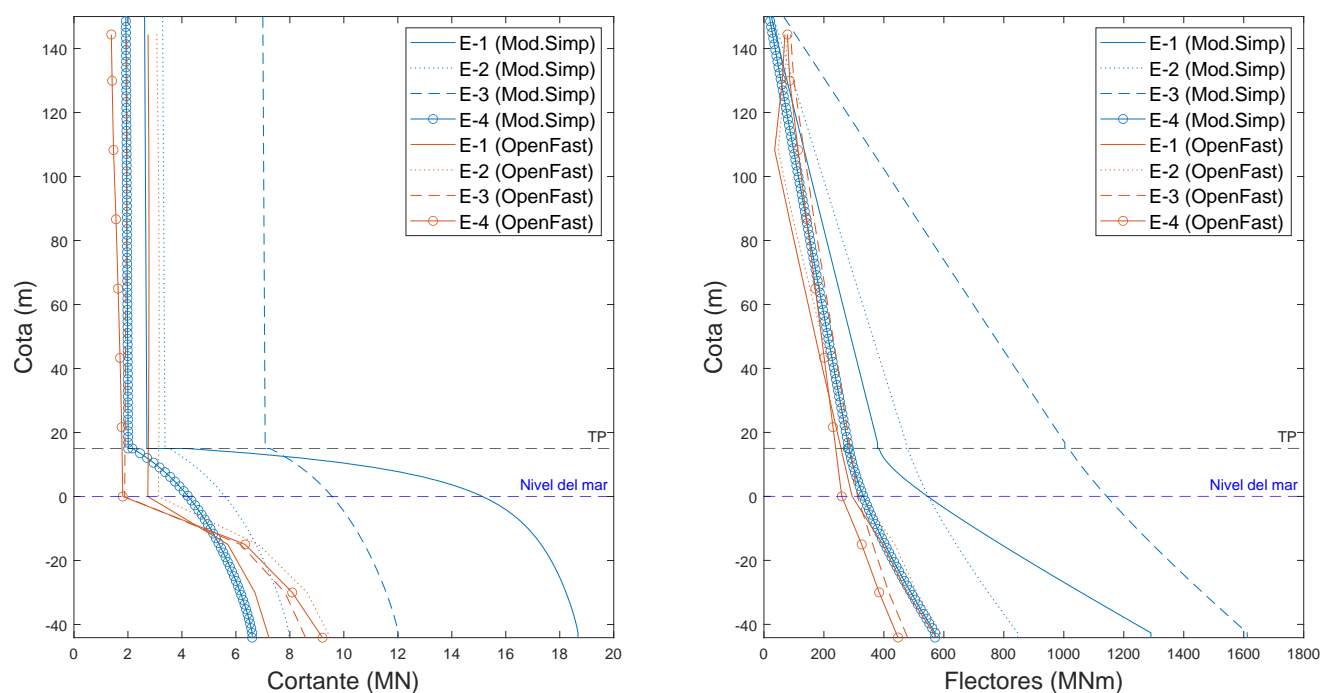 140
120
100
80
60
40
20
0
-20
-40
Cota (m)
0 2 4 6 8 10 12 14 16 18 20
Cortante (MN)
E-1 (Mod.Simp)
E-2 (Mod.Simp)
E-3 (Mod.Simp)
E-4 (Mod.Simp)
E-1 (OpenFast)
E-2 (OpenFast)
E-3 (OpenFast)
E-4 (OpenFast)
TP
Nivel del mar
140
120
100
80
60
40
20
0
-20
-40
Cota (m)
0 200 400 600 800 1000 1200 1400 1600 1800
Flectores (MNm)
E-1 (Mod.Simp)
E-2 (Mod.Simp)
E-3 (Mod.Simp)
E-4 (Mod.Simp)
E-1 (OpenFast)
E-2 (OpenFast)
E-3 (OpenFast)
E-4 (OpenFast)
TP
Nivel del mar